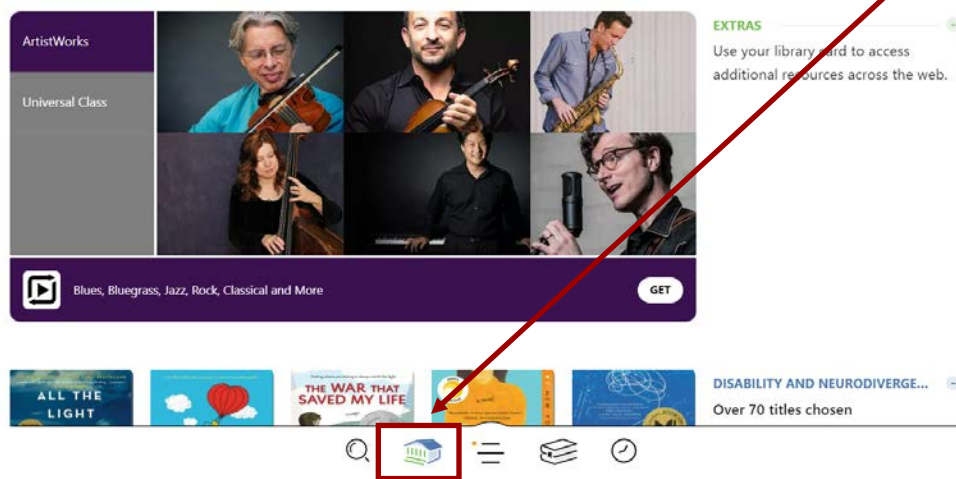 ArtistWorks
Universal Class
EXTRAS
Use your library card to access
additional resources across the web.
Blues, Bluegrass, Jazz, Rock, Classical and More
GET
ALL THE
LIGHT
THE WAR THAT
SAVED MY LIFE
DISABILITY AND NEURODIVERGE...
Over 70 titles chosen